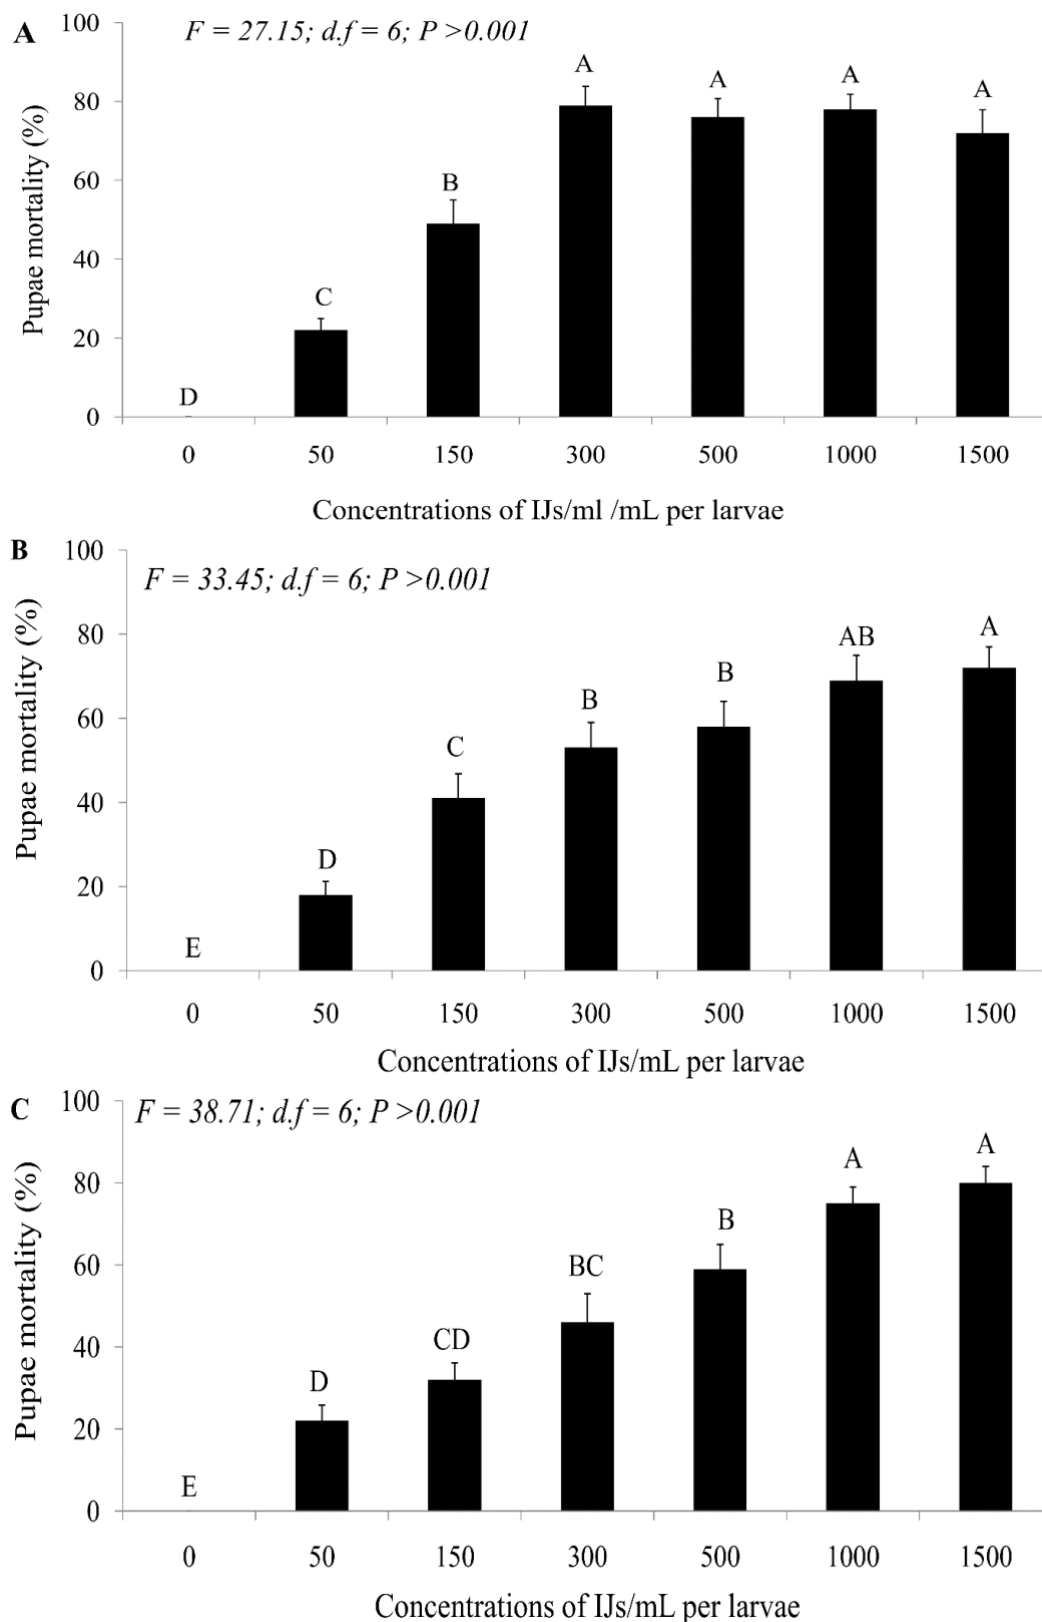 A
F = 27.15; d.f = 6; P >0.001
Pupae mortality (%)
100
80
60
40
20
0
D
C
B
A
A
A
A
0 50 150 300 500 1000 1500
Concentrations of IJs/ml /mL per larvae
B
F = 33.45; d.f = 6; P >0.001
Pupae mortality (%)
100
80
60
40
20
0
E
D
C
B
B
AB
A
0 50 150 300 500 1000 1500
Concentrations of IJs/mL per larvae
C
F = 38.71; d.f = 6; P >0.001
Pupae mortality (%)
100
80
60
40
20
0
E
D
CD
BC
B
A
A
0 50 150 300 500 1000 1500
Concentrations of IJs/mL per larvae